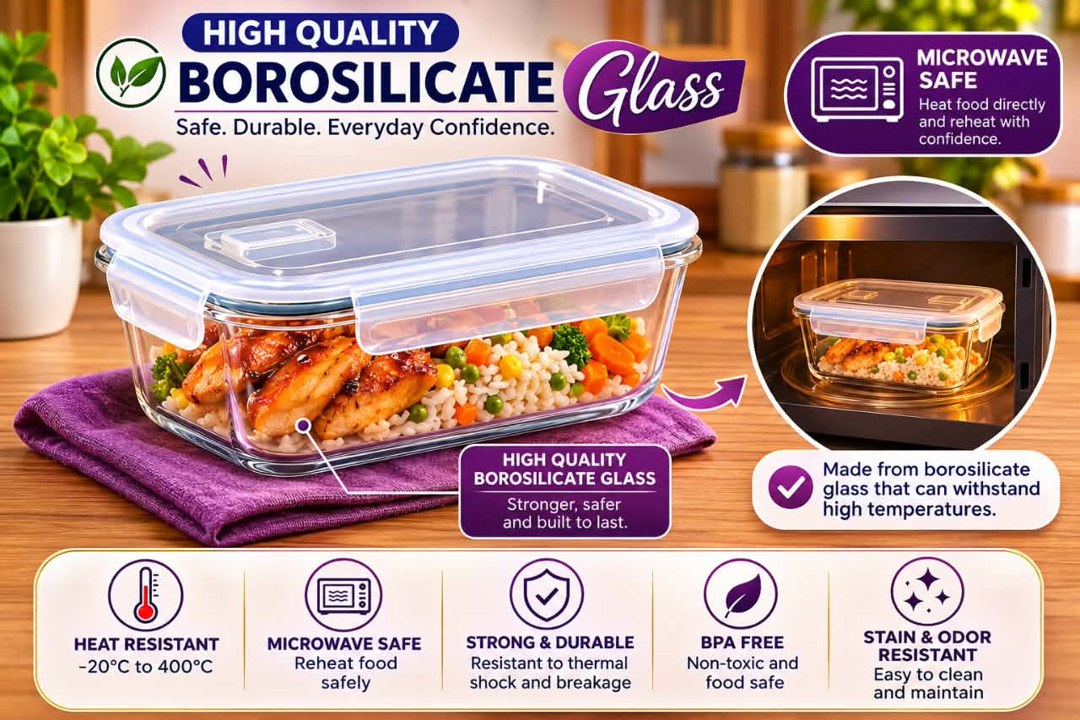 HIGH QUALITY
BOROSILICATE Glass
Safe. Durable. Everyday Confidence.
MICROWAVE
SAFE
Heat food directly
and reheat with
confidence.
HIGH QUALITY
BOROSILICATE GLASS
Stronger, safer
and built to last.
Made from borosilicate
glass that can withstand
high temperatures.
HEAT RESISTANT
-20°C to 400°C
MICROWAVE SAFE
Reheat food
safely
STRONG & DURABLE
Resistant to thermal
shock and breakage
BPA FREE
Non-toxic and
food safe
STAIN & ODOR
RESISTANT
Easy to clean
and maintain